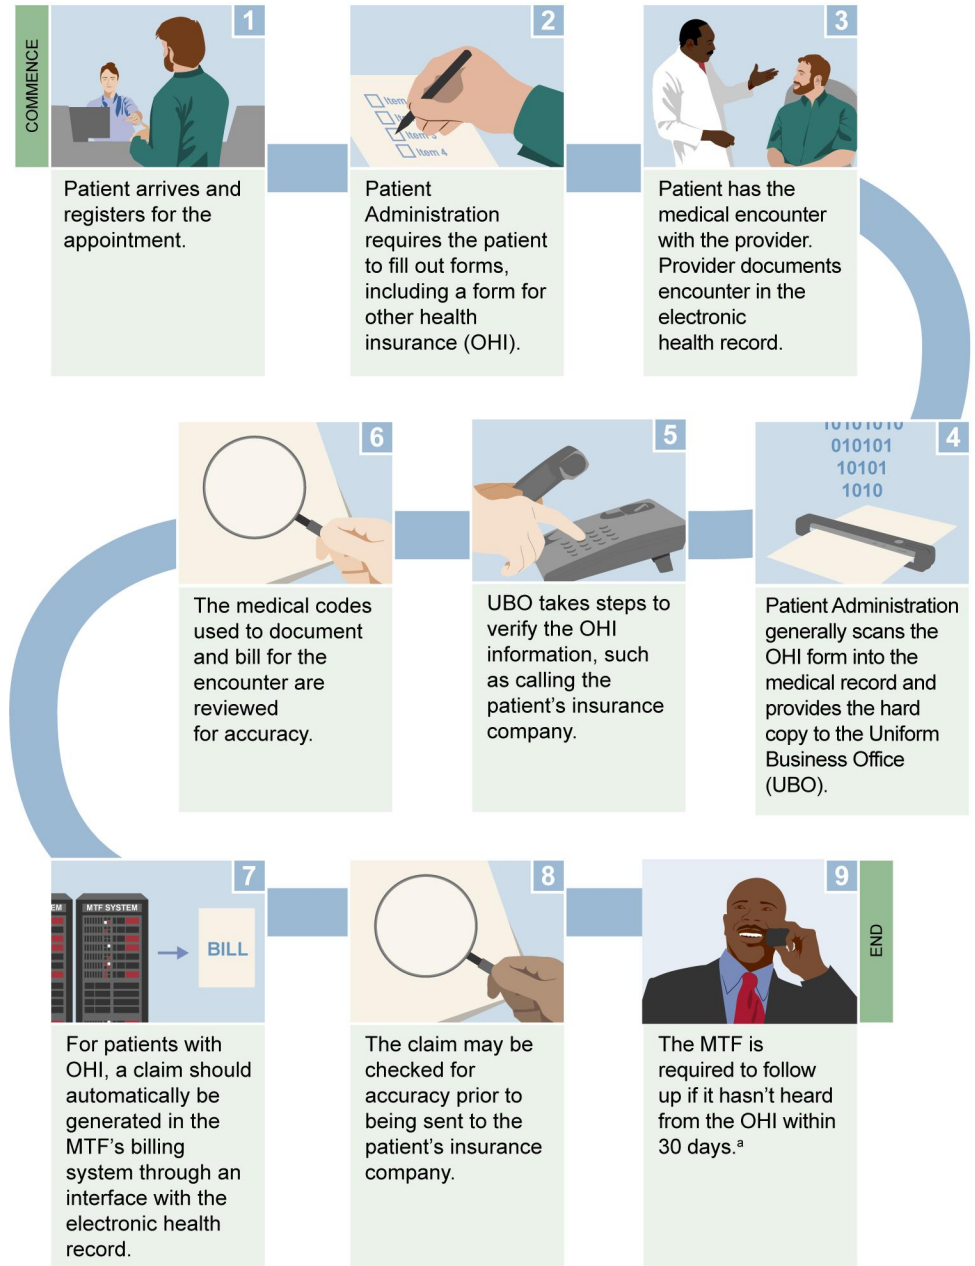 COMMENCE
1
Patient arrives and
registers for the
appointment.
2
Item
It
Item 3
Item 4
Patient
Administration
requires the patient
to fill out forms,
including a form for
other health
insurance (OHI).
3
Patient has the
medical encounter
with the provider.
Provider documents
encounter in the
electronic
health record.
4
10101010
010101
10101
1010
Patient Administration
generally scans the
OHI form into the
medical record and
provides the hard
copy to the Uniform
Business Office
(UBO).
5
UBO takes steps to
verify the OHI
information, such
as calling the
patient’s insurance
company.
6
The medical codes
used to document
and bill for the
encounter are
reviewed
for accuracy.
7
EM
MTF SYSTEM
BILL
For patients with
OHI, a claim should
automatically be
generated in the
MTF’s billing
system through an
interface with the
electronic health
record.
8
The claim may be
checked for
accuracy prior to
being sent to the
patient’s insurance
company.
9
The MTF is
required to follow
up if it hasn’t heard
from the OHI within
30 days.ᵃ
END